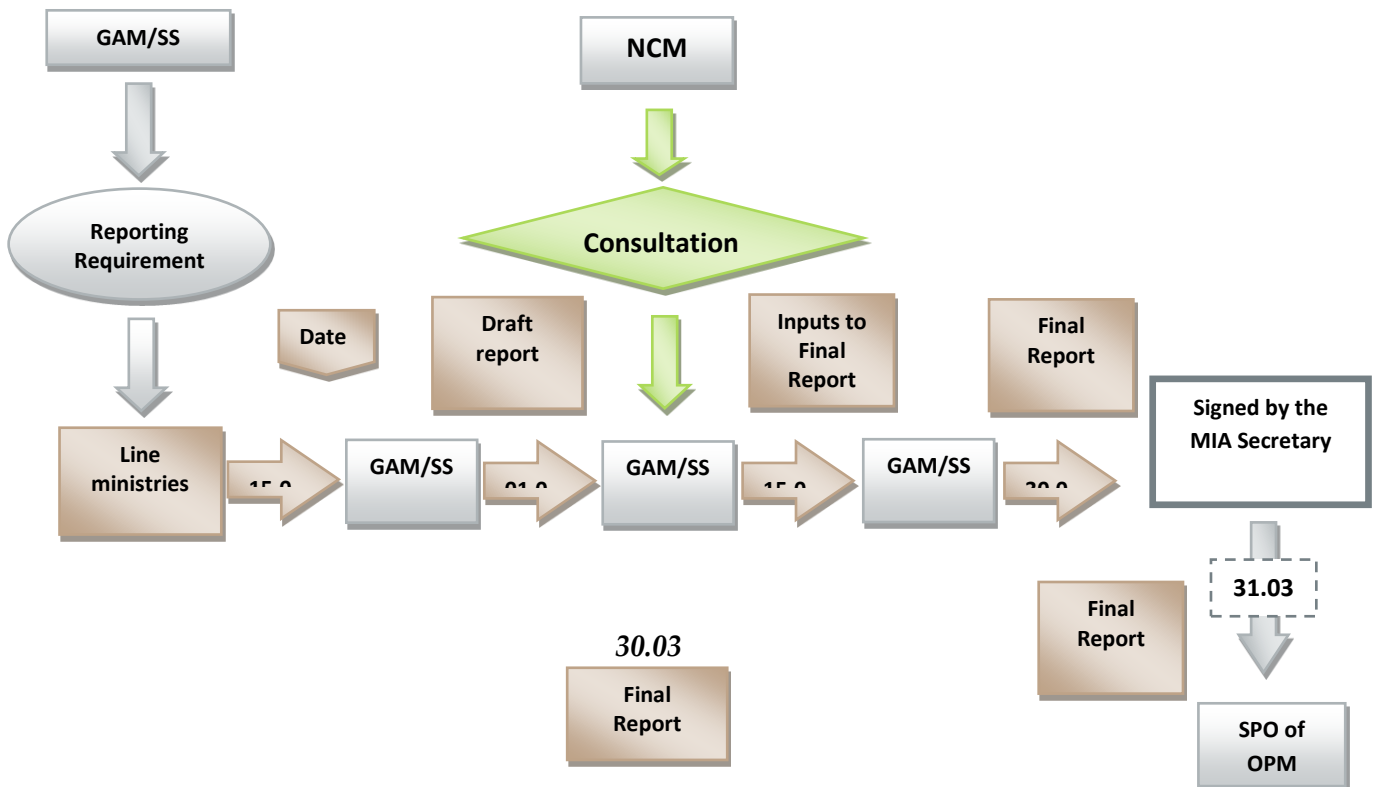 GAM/SS
NCM
Reporting
Requirement
Consultation
Date
Draft
report
Inputs to
Final
Report
Final
Report
Signed by the
MIA Secretary
Line
ministries
GAM/SS
GAM/SS
GAM/SS
31.03
Final
Report
30.03
Final
Report
SPO of
OPM